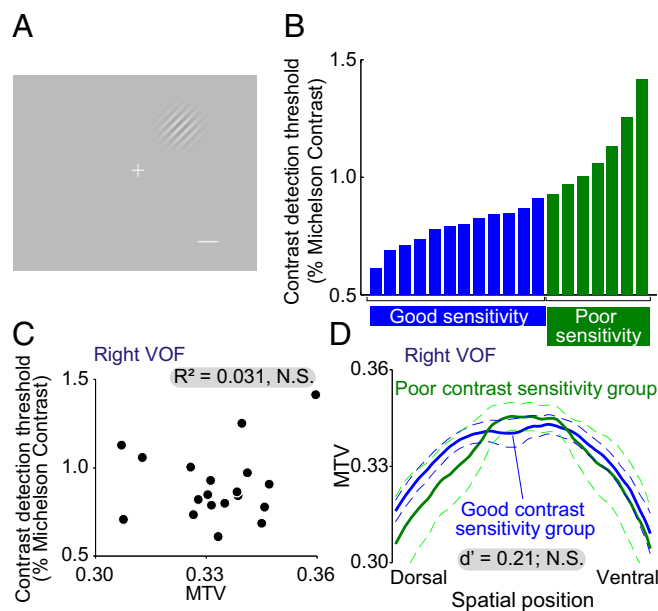 A
B
Contrast detection threshold
(% Michelson Contrast)
1.5
1.0
0.5
Good sensitivity
Poor
sensitivity
C
Right VOF
R² = 0.031, N.S.
Contrast detection threshold
(% Michelson Contrast)
1.5
1.0
0.5
0.30
0.33
0.36
MTV
D
Right VOF
Poor contrast sensitivity group
0.36
0.33
0.30
MTV
Good contrast
sensitivity group
d' = 0.21; N.S.
Dorsal
Ventral
Spatial position